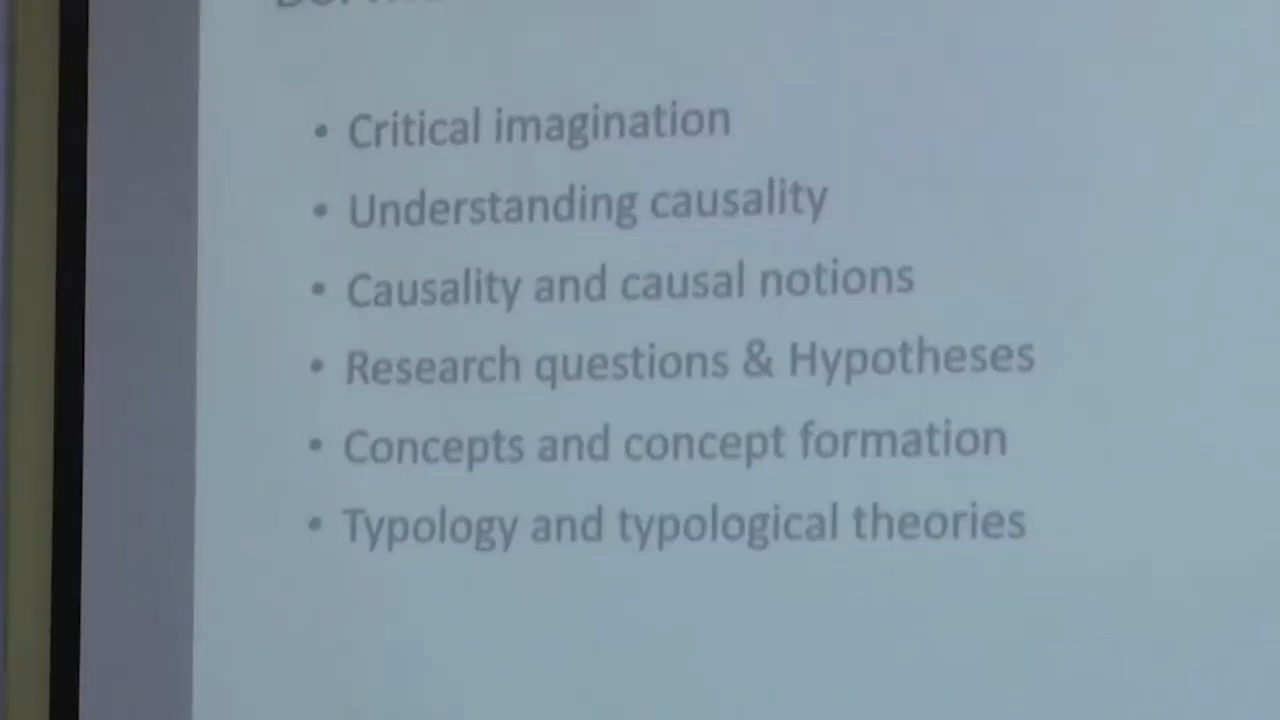 • Critical imagination
• Understanding causality
• Causality and causal notions
• Research questions & Hypotheses
• Concepts and concept formation
• Typology and typological theories